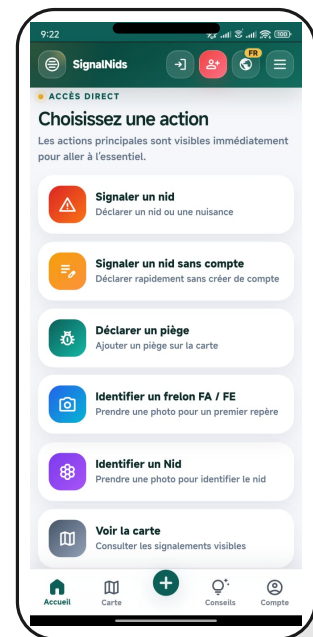 9:22
100
SignalNids
FR
ACCÈS DIRECT
Choisissez une action
Les actions principales sont visibles immédiatement
pour aller à l'essentiel.
Signaler un nid
Déclarer un nid ou une nuisance
Signaler un nid sans compte
Déclarer rapidement sans créer de compte
Déclarer un piège
Ajouter un piège sur la carte
Identifier un frelon FA / FE
Prendre une photo pour un premier repère
Identifier un Nid
Prendre une photo pour identifier le nid
Voir la carte
Consulter les signalements visibles
Accueil
Carte
Conseils
Compte